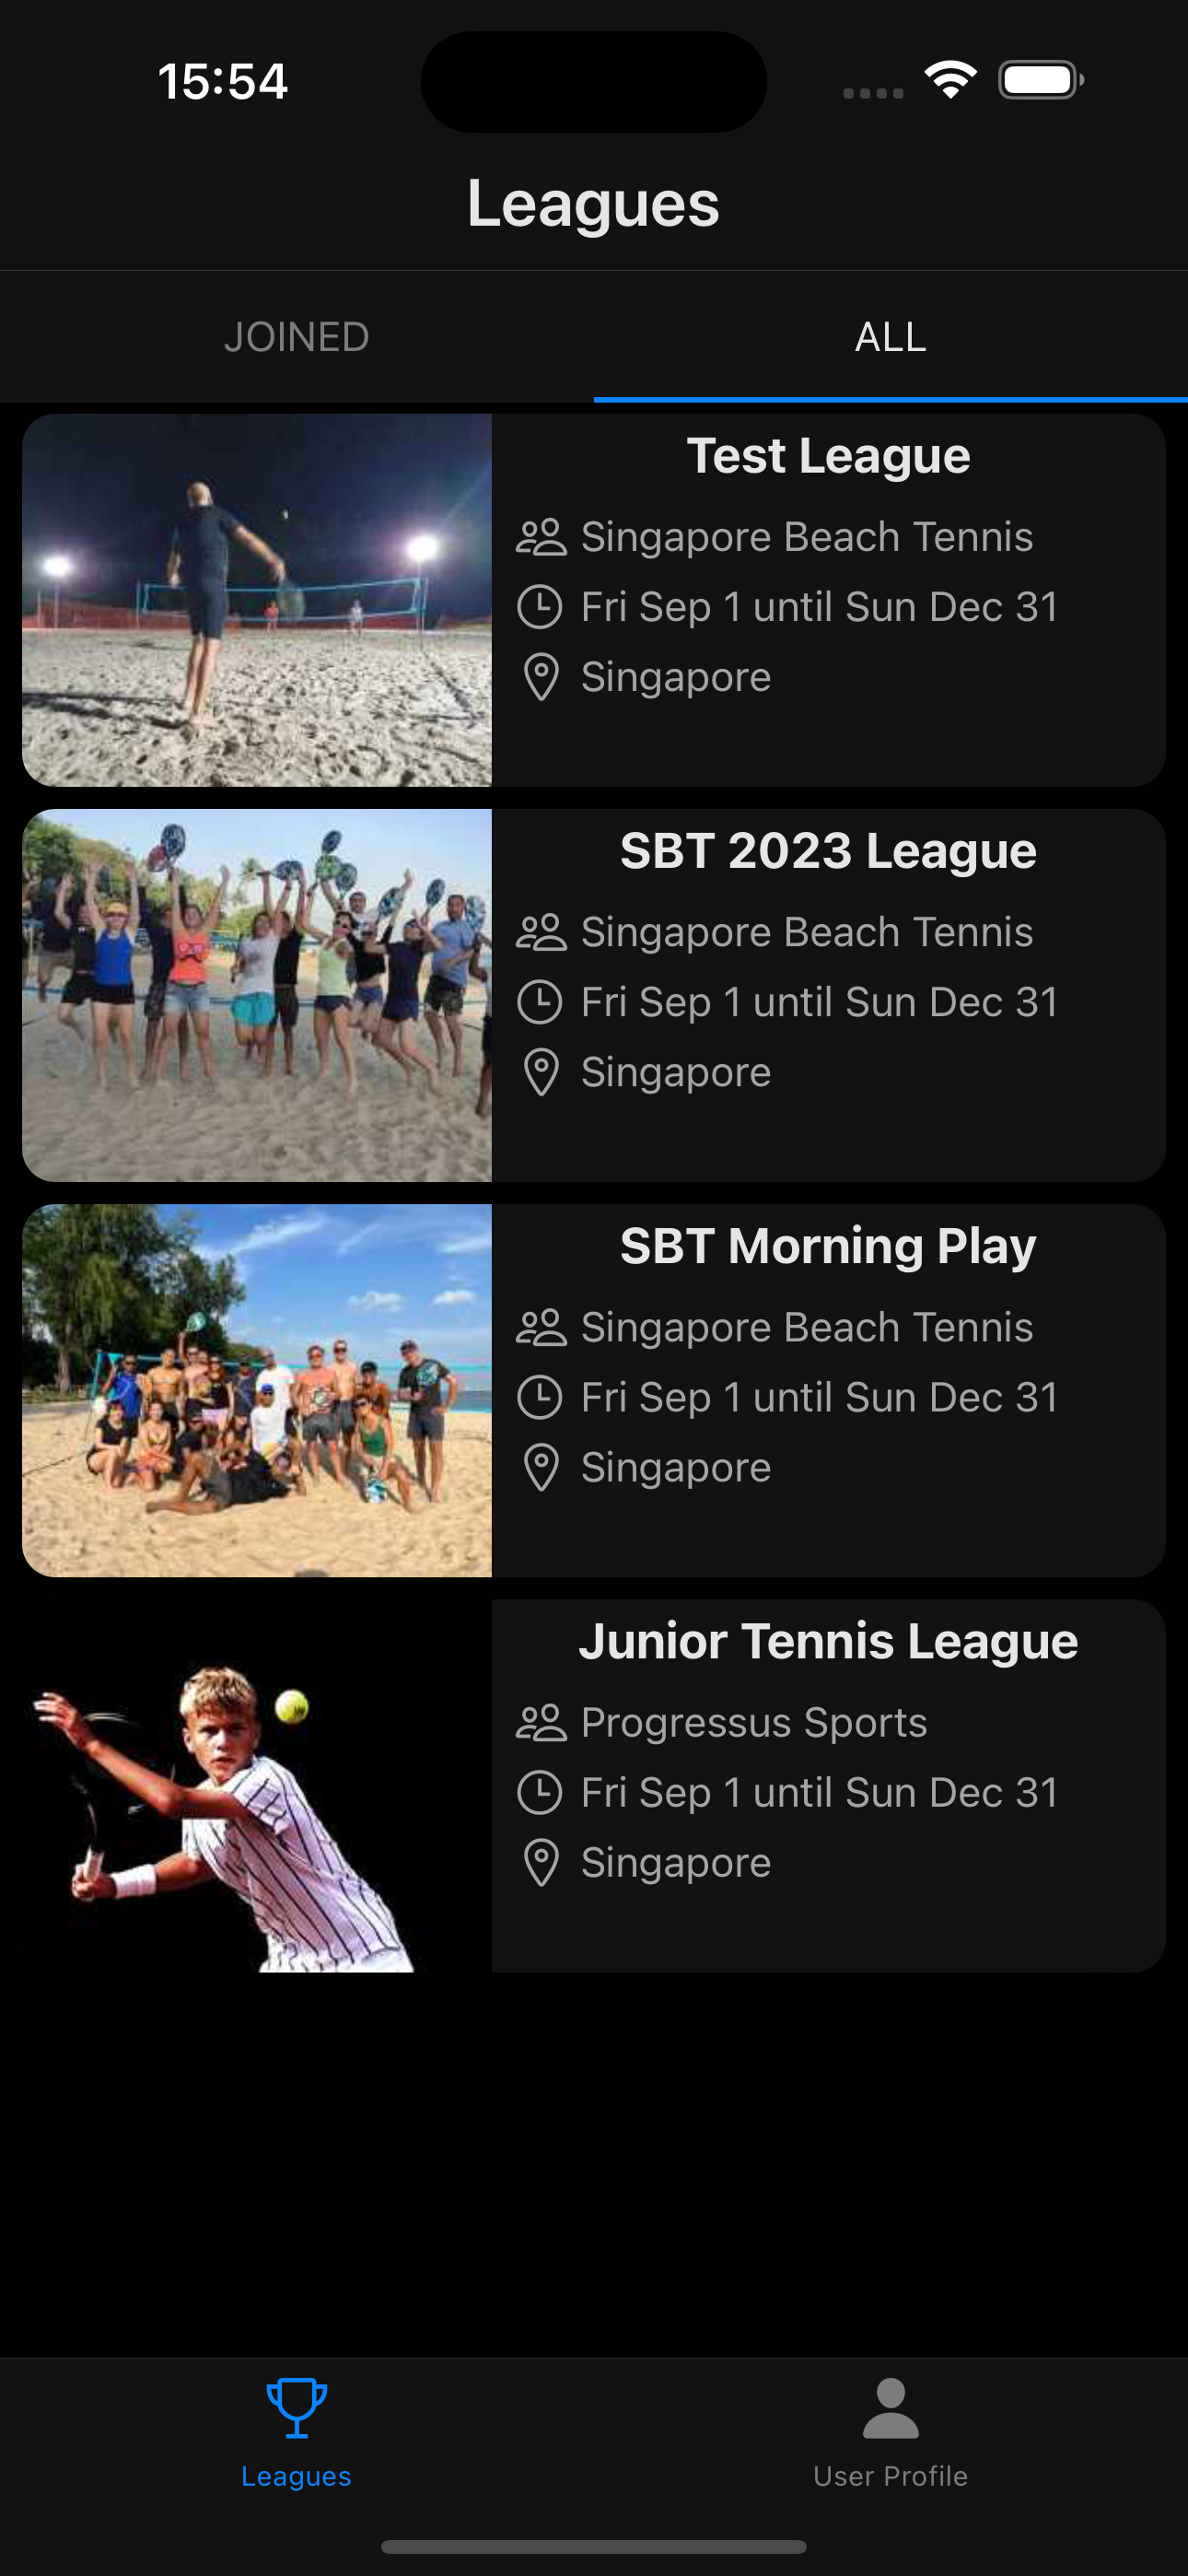 15:54
Leagues
JOINED
ALL
Test League
Singapore Beach Tennis
Fri Sep 1 until Sun Dec 31
Singapore
SBT 2023 League
Singapore Beach Tennis
Fri Sep 1 until Sun Dec 31
Singapore
SBT Morning Play
Singapore Beach Tennis
Fri Sep 1 until Sun Dec 31
Singapore
Junior Tennis League
Progressus Sports
Fri Sep 1 until Sun Dec 31
Singapore
Leagues
User Profile